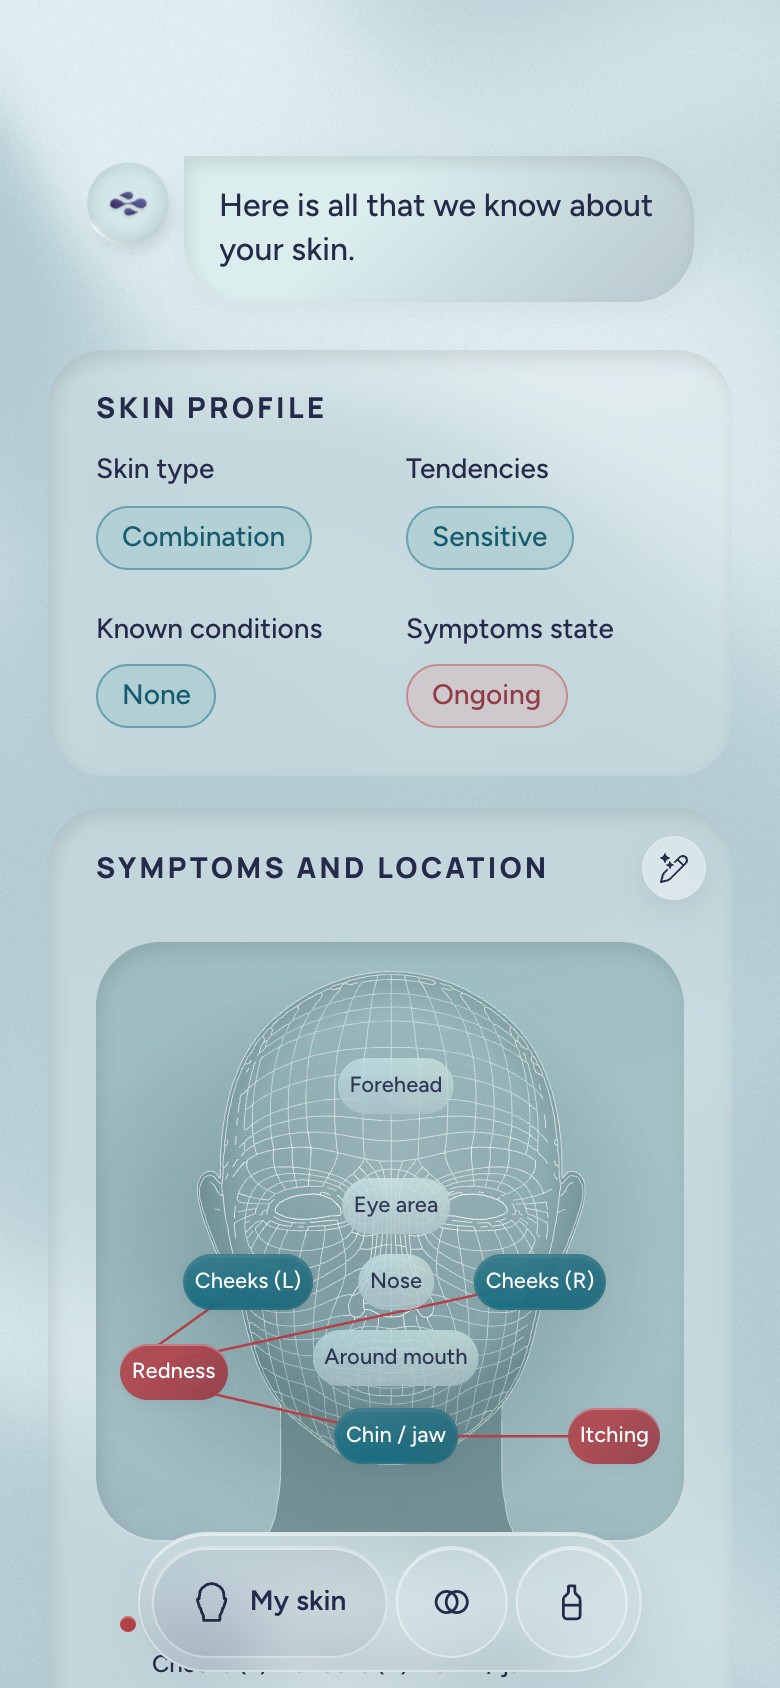 Here is all that we know about
your skin.
SKIN PROFILE
Skin type
Tendencies
Combination
Sensitive
Known conditions
Symptoms state
None
Ongoing
SYMPTOMS AND LOCATION
Forehead
Eye area
Cheeks (L)
Nose
Cheeks (R)
Around mouth
Redness
Chin / jaw
Itching
My skin